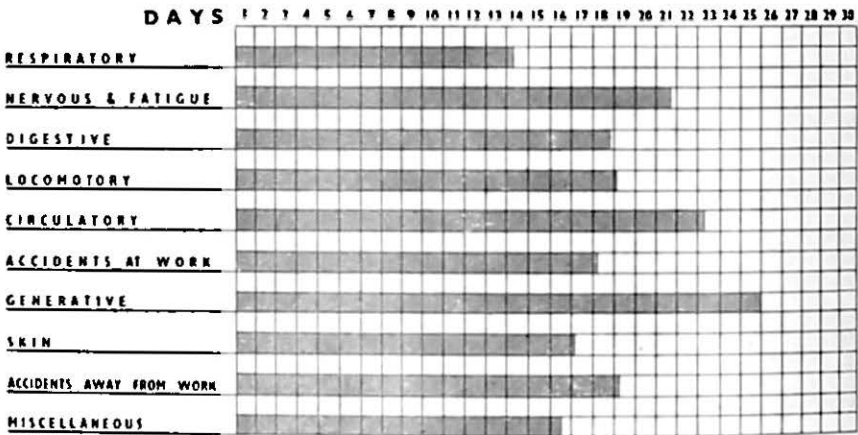 DAYS 1 2 3 4 5 6 7 8 9 10 11 12 13 14 15 16 17 18 19 20 21 22 23 24 25 26 27 28 29 30
RESPIRATORY
NERVOUS & FATIGUE
DIGESTIVE
LOCOMOTORY
CIRCULATORY
ACCIDENTS AT WORK
GENERATIVE
SKIN
ACCIDENTS AWAY FROM WORK
MISCELLANEOUS